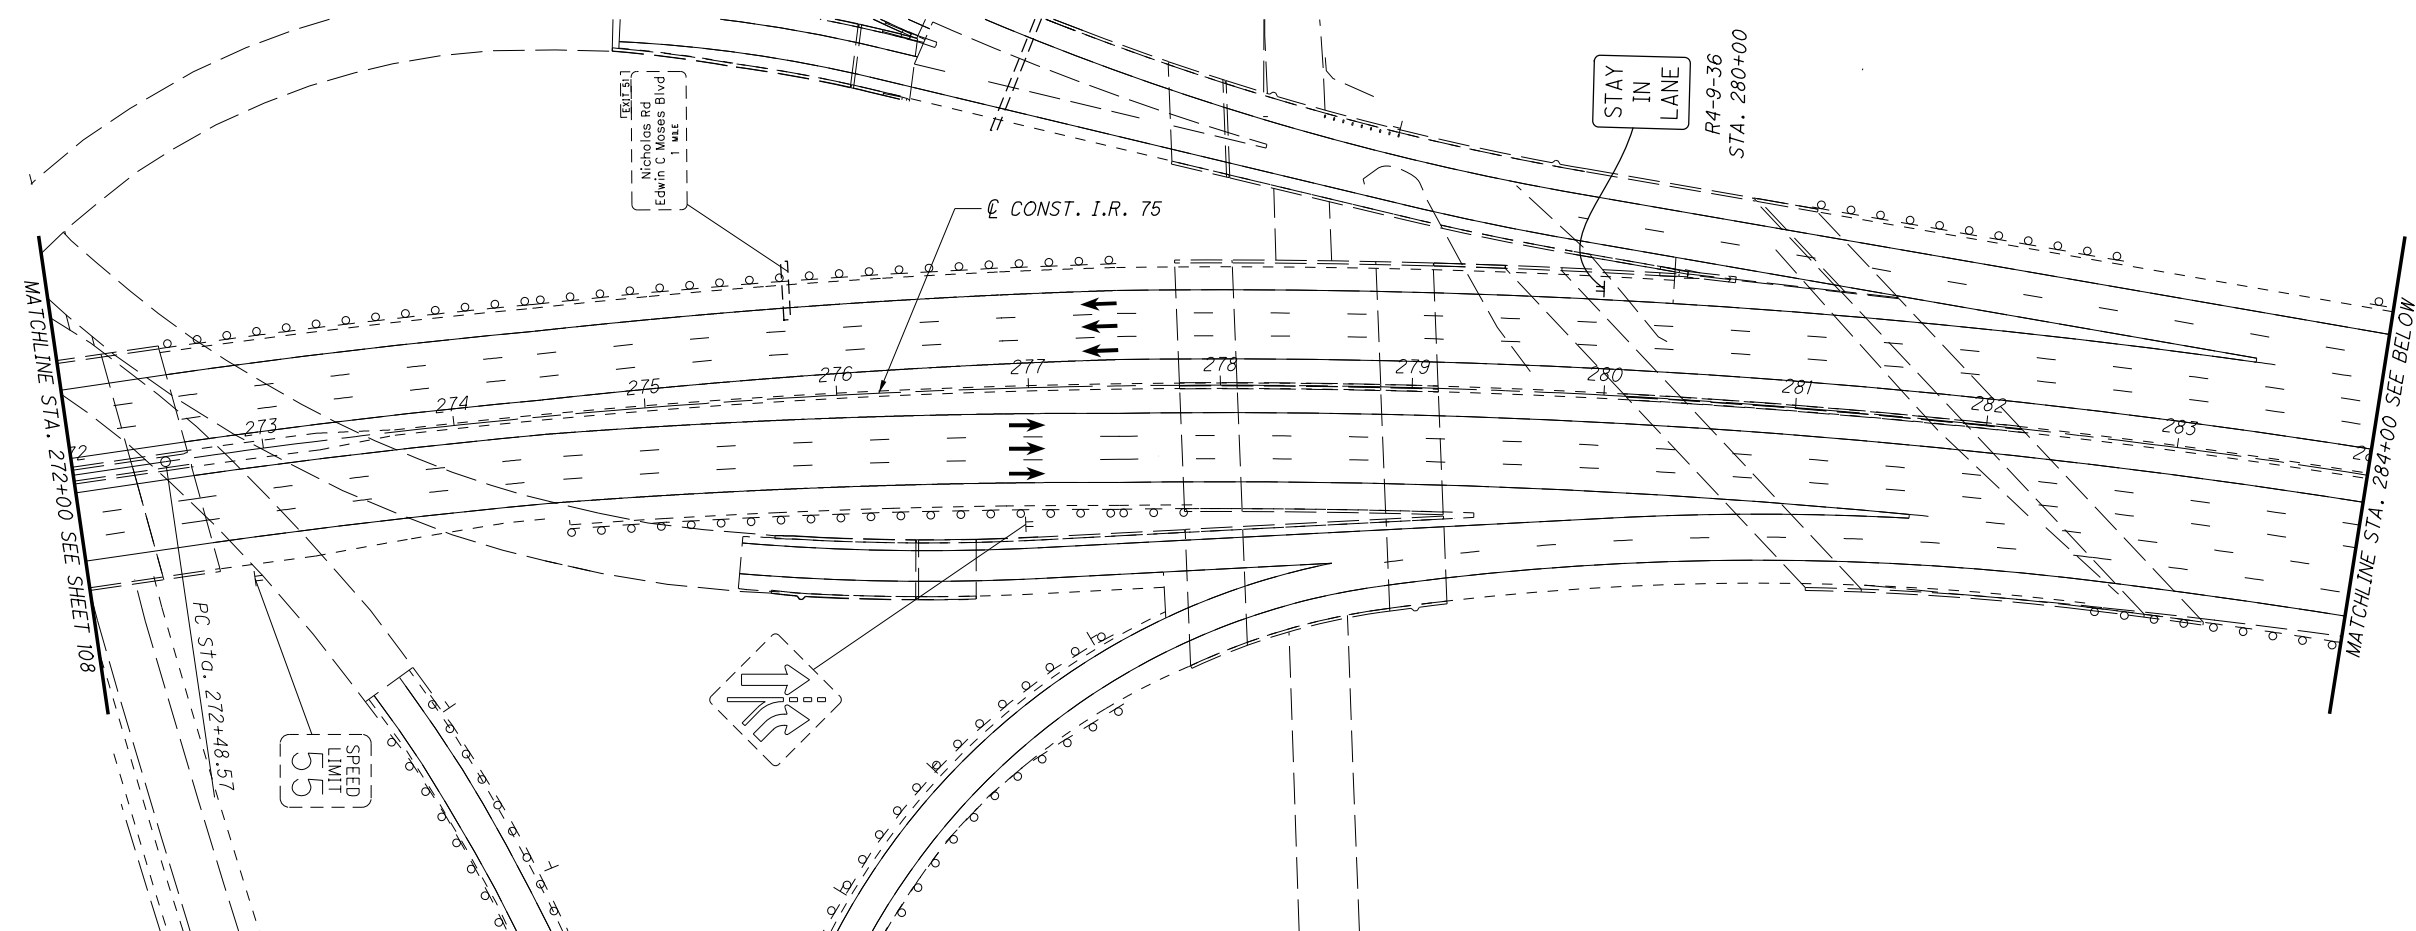 EXIT 51
Nicholas Rd
Edwin C Moses Blvd
1 MILE
STAY
IN
LANE
R4-9-36
STA. 280+00
℄ CONST. I.R. 75
MATCHLINE STA. 272+00 SEE SHEET 108
72
273
274
275
276
277
278
279
280
281
282
283
28
MATCHLINE STA. 284+00 SEE BELOW
PC Sta. 272+48.57
SPEED
LIMIT
55